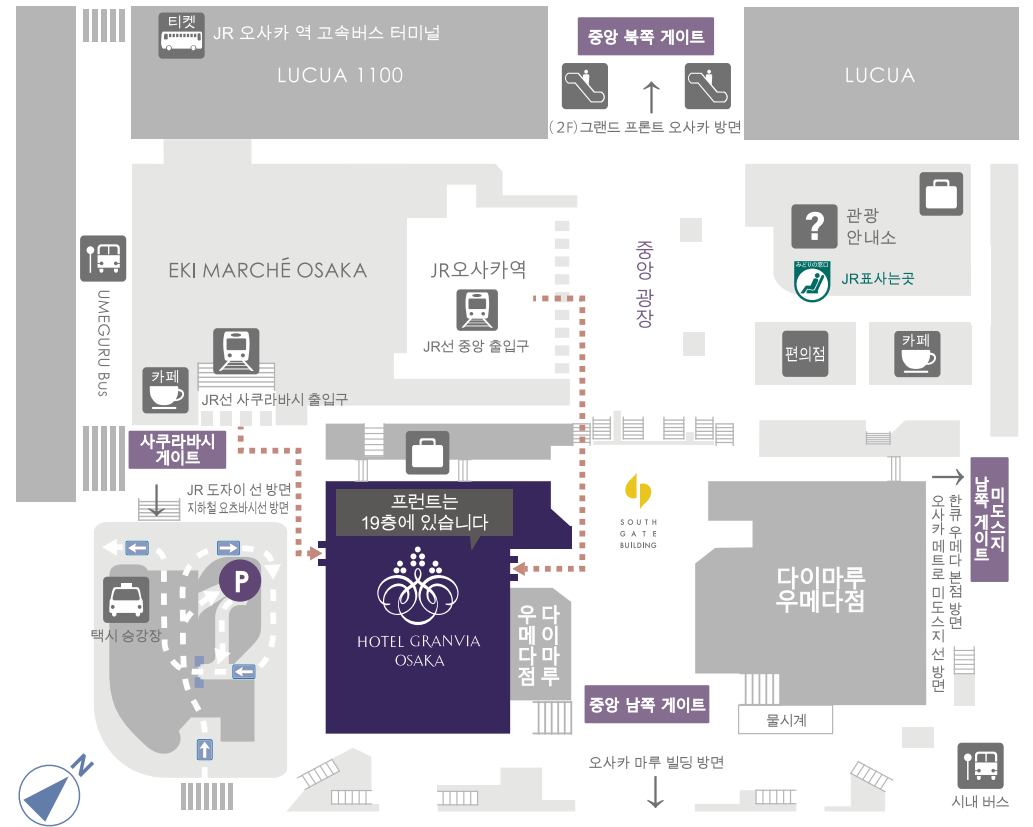 티켓
JR 오사카 역 고속버스 터미널
LUCUA 1100
중앙 북쪽 게이트
(2F)그랜드 프론트 오사카 방면
LUCUA
UMEGURU BUS
EKI MARCHÉ OSAKA
JR오사카역
JR선 중앙 출입구
중앙 광장
?
관광
안내소
みどりの窓口
JR표사는곳
편의점
카페
카페
JR선 사쿠라바시 출입구
사쿠라바시
게이트
JR 도자이 선 방면
지하철 요츠바시선 방면
프런트는
19층에 있습니다
HOTEL GRANVIA
OSAKA
SOUTH
GATE
BUILDING
다이마루
우메다점
다이마루
우메다점
미도스지
남쪽 게이트
한큐 우메다 본점 방면
오사카 메트로 미도스지 선 방면
P
택시 승강장
중앙 남쪽 게이트
물시계
오사카 마루 빌딩 방면
시내 버스
N